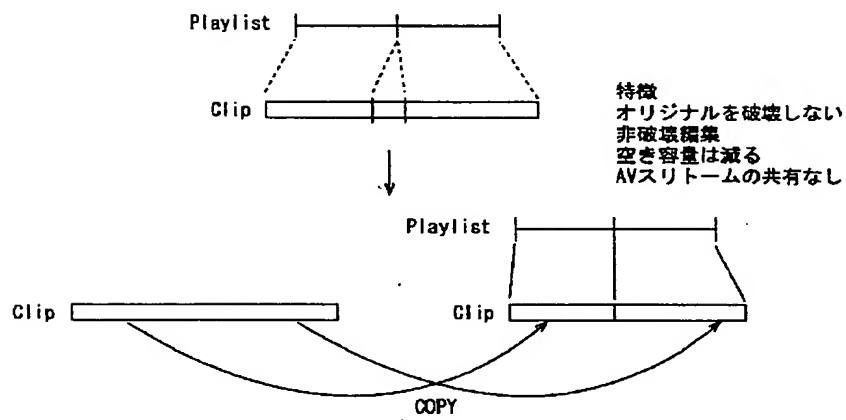 Playlist
Clip
特徴
オリジナルを破壊しない
非破壊編集
空き容量は減る
AVスリトームの共有なし
Playlist
Clip
Clip
COPY